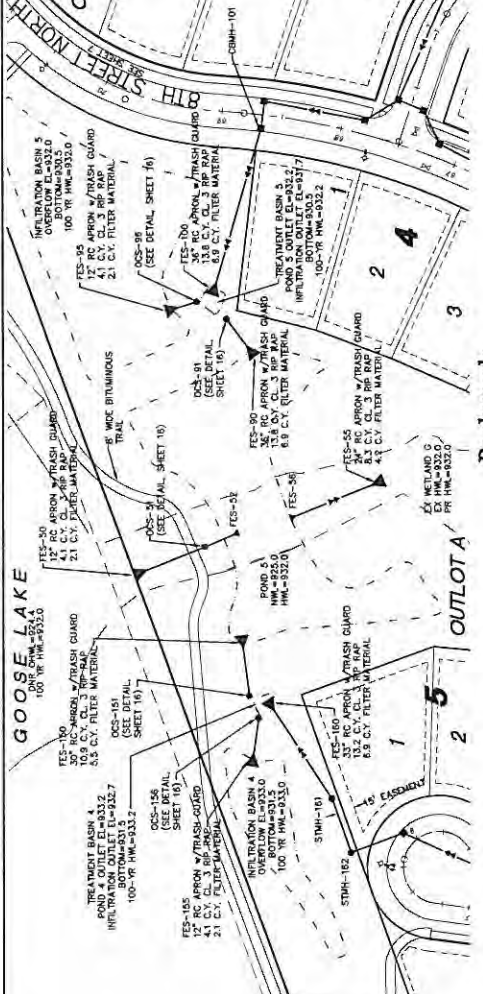 GOOSE LAKE
DNR OHWL=924.4
100 YR HWL=932.0
FES-50
12" RC APRON W/TRASH GUARD
4.1 C.Y. CL. 3 RIP RAP
2.1 C.Y. FILTER MATERIAL
8' WIDE BITUMINOUS
TRAIL
OCS-51
(SEE DETAIL, SHEET 16)
FES-52
FES-56
POND 5
NWL=925.0
HWL=932.0
FES-55
24" RC APRON W/TRASH GUARD
8.3 C.Y. CL. 3 RIP RAP
4.2 C.Y. FILTER MATERIAL
EX WETLAND G
EX HWL=932.0
PR HWL=932.0
OUTLOT A
FES-150
30" RC APRON W/TRASH GUARD
10.9 C.Y. CL. 3 RIP RAP
5.5 C.Y. FILTER MATERIAL
OCS-151
(SEE DETAIL
SHEET 16)
TREATMENT BASIN 4
POND 4 OUTLET EL=933.2
INFILTRATION OUTLET EL=932.7
BOTTOM=931.5
100-YR HWL=933.2
OCS-156
(SEE DETAIL
SHEET 16)
FES-155
12" RC APRON W/TRASH GUARD
4.1 C.Y. CL. 3 RIP RAP
2.1 C.Y. FILTER MATERIAL
INFILTRATION BASIN 4
OVERFLOW EL=933.0
BOTTOM=931.5
100 YR HWL=933.0
FES-160
33" RC APRON W/TRASH GUARD
13.2 C.Y. CL. 3 RIP RAP
6.9 C.Y. FILTER MATERIAL
STMH-161
STMH-162
15' EASEMENT
1
5
2
INFILTRATION BASIN 5
OVERFLOW EL=932.0
BOTTOM=930.5
100 YR HWL=932.0
FES-95
12" RC APRON W/TRASH GUARD
4.1 C.Y. CL. 3 RIP RAP
2.1 C.Y. FILTER MATERIAL
OCS-96
(SEE DETAIL, SHEET 16)
FES-100
36" RC APRON W/TRASH GUARD
13.8 C.Y. CL. 3 RIP RAP
6.9 C.Y. FILTER MATERIAL
TREATMENT BASIN 5
POND 5 OUTLET EL=932.2
INFILTRATION OUTLET EL=931.7
BOTTOM=930.5
100-YR HWL=932.2
OCS-91
(SEE DETAIL
SHEET 16)
FES-90
36" RC APRON W/TRASH GUARD
13.8 C.Y. CL. 3 RIP RAP
6.9 C.Y. FILTER MATERIAL
8TH STREET NORTH
SEE SHEET 7
CBMH-101
1
2
4
3